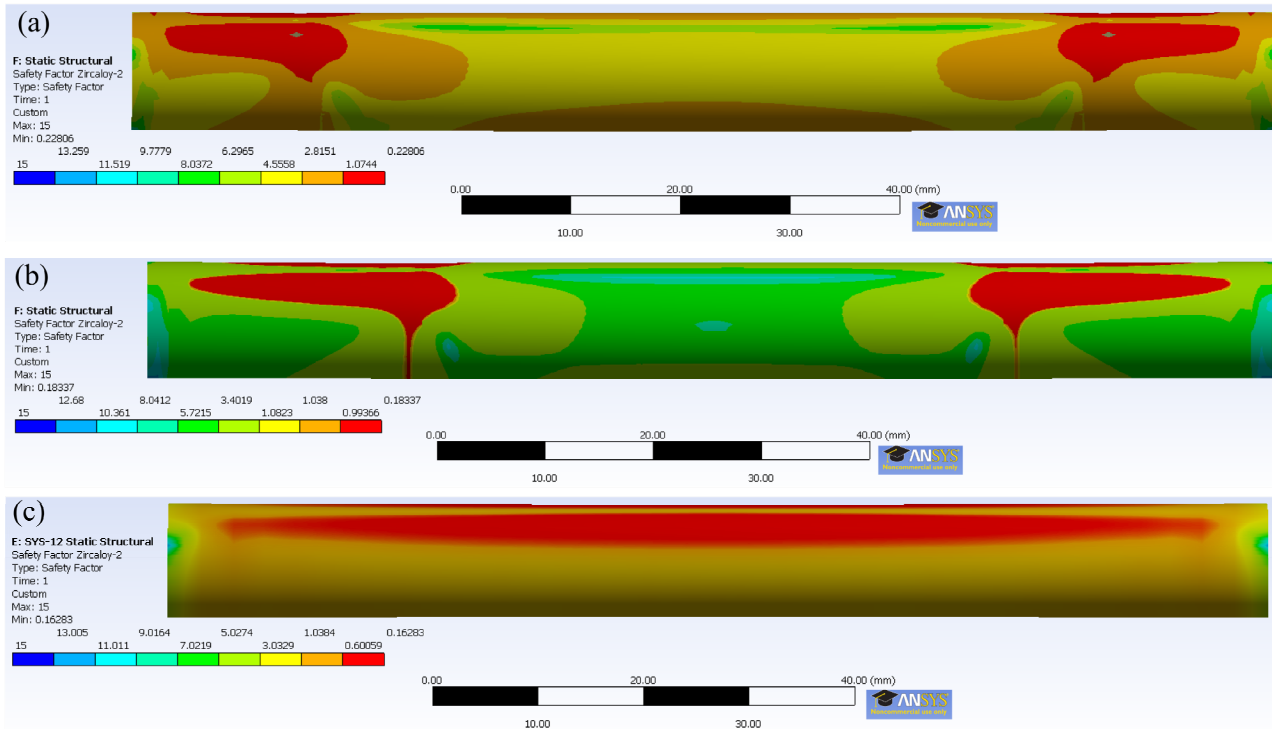 (a)
F: Static Structural
Safety Factor Zircaloy-2
Type: Safety Factor
Time: 1
Custom
Max: 15
Min: 0.22806
13.259 9.7779 6.2965 2.8151 0.22806
15 11.519 8.0372 4.5558 1.0744
0.00 20.00 40.00 (mm)
10.00 30.00
ANSYS
Noncommercial use only
(b)
F: Static Structural
Safety Factor Zircaloy-2
Type: Safety Factor
Time: 1
Custom
Max: 15
Min: 0.18337
12.68 8.0412 3.4019 1.038 0.18337
15 10.361 5.7215 1.0823 0.99366
0.00 20.00 40.00 (mm)
10.00 30.00
ANSYS
Noncommercial use only
(c)
E: SYS-12 Static Structural
Safety Factor Zircaloy-2
Type: Safety Factor
Time: 1
Custom
Max: 15
Min: 0.16283
13.005 9.0164 5.0274 1.0384 0.16283
15 11.011 7.0219 3.0329 0.60059
0.00 20.00 40.00 (mm)
10.00 30.00
ANSYS
Noncommercial use only